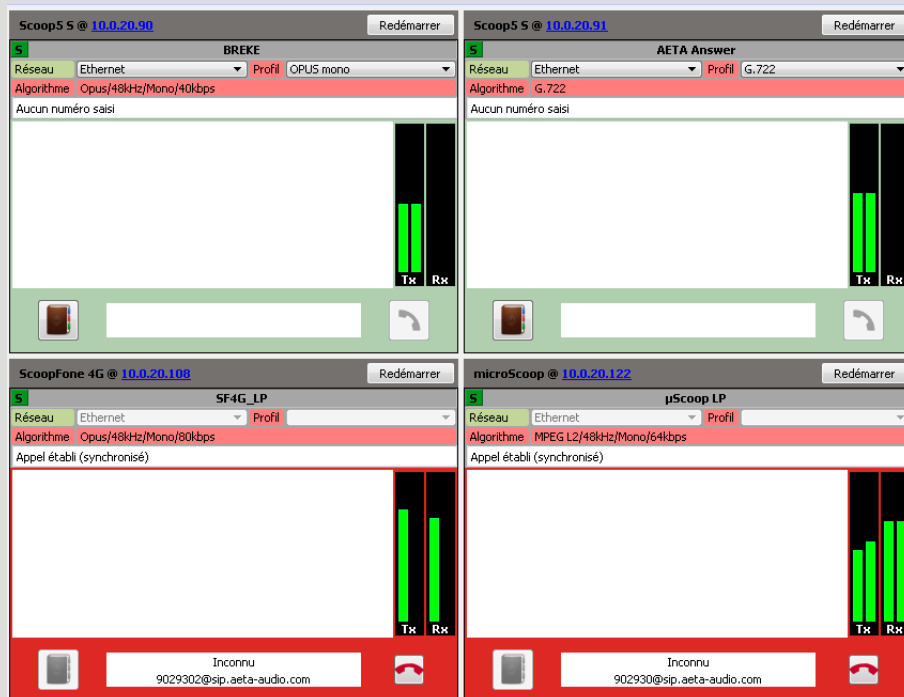 Scoop5 S @ 10.0.20.90 Redémarrer
S BREKE
Réseau Ethernet Profil OPUS mono
Algorithme Opus/48kHz/Mono/40kbps
Aucun numéro saisi
Tx Rx
Scoop5 S @ 10.0.20.91 Redémarrer
S AETA Answer
Réseau Ethernet Profil G.722
Algorithme G.722
Aucun numéro saisi
Tx Rx
ScoopFone 4G @ 10.0.20.108 Redémarrer
S SF4G_LP
Réseau Ethernet Profil
Algorithme Opus/48kHz/Mono/80kbps
Appel établi (synchronisé)
Tx Rx
Inconnu
9029302@sip.aeta-audio.com
microScoop @ 10.0.20.122 Redémarrer
S µScoop LP
Réseau Ethernet Profil
Algorithme MPEG L2/48kHz/Mono/64kbps
Appel établi (synchronisé)
Tx Rx
Inconnu
902930@sip.aeta-audio.com